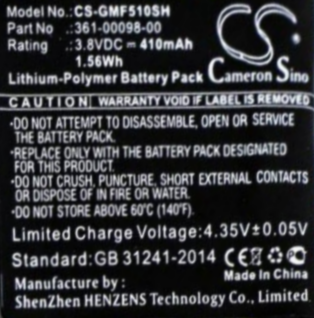 Model No.: CS-GMF510SH
Part No : 361-00098-00
Rating : 3.8VDC ⎓ 410mAh
1.56Wh
Lithium-Polymer Battery Pack
CS
Cameron Sino
CAUTION WARRANTY VOID IF LABEL IS REMOVED
•DO NOT ATTEMPT TO DISASSEMBLE, OPEN OR SERVICE
THE BATTERY PACK.
•REPLACE ONLY WITH THE BATTERY PACK DESIGNATED
FOR THIS PRODUCT.
•DO NOT CRUSH, PUNCTURE, SHORT EXTERNAL CONTACTS
OR DISPOSE OF IN FIRE.
•DO NOT STORE ABOVE 60°C (140°F).
Limited Charge Voltage: 4.35V±0.05V
Standard: GB 31241-2014 CE
Made In China
Manufacture by:
ShenZhen HENZENS Technology Co., Limited